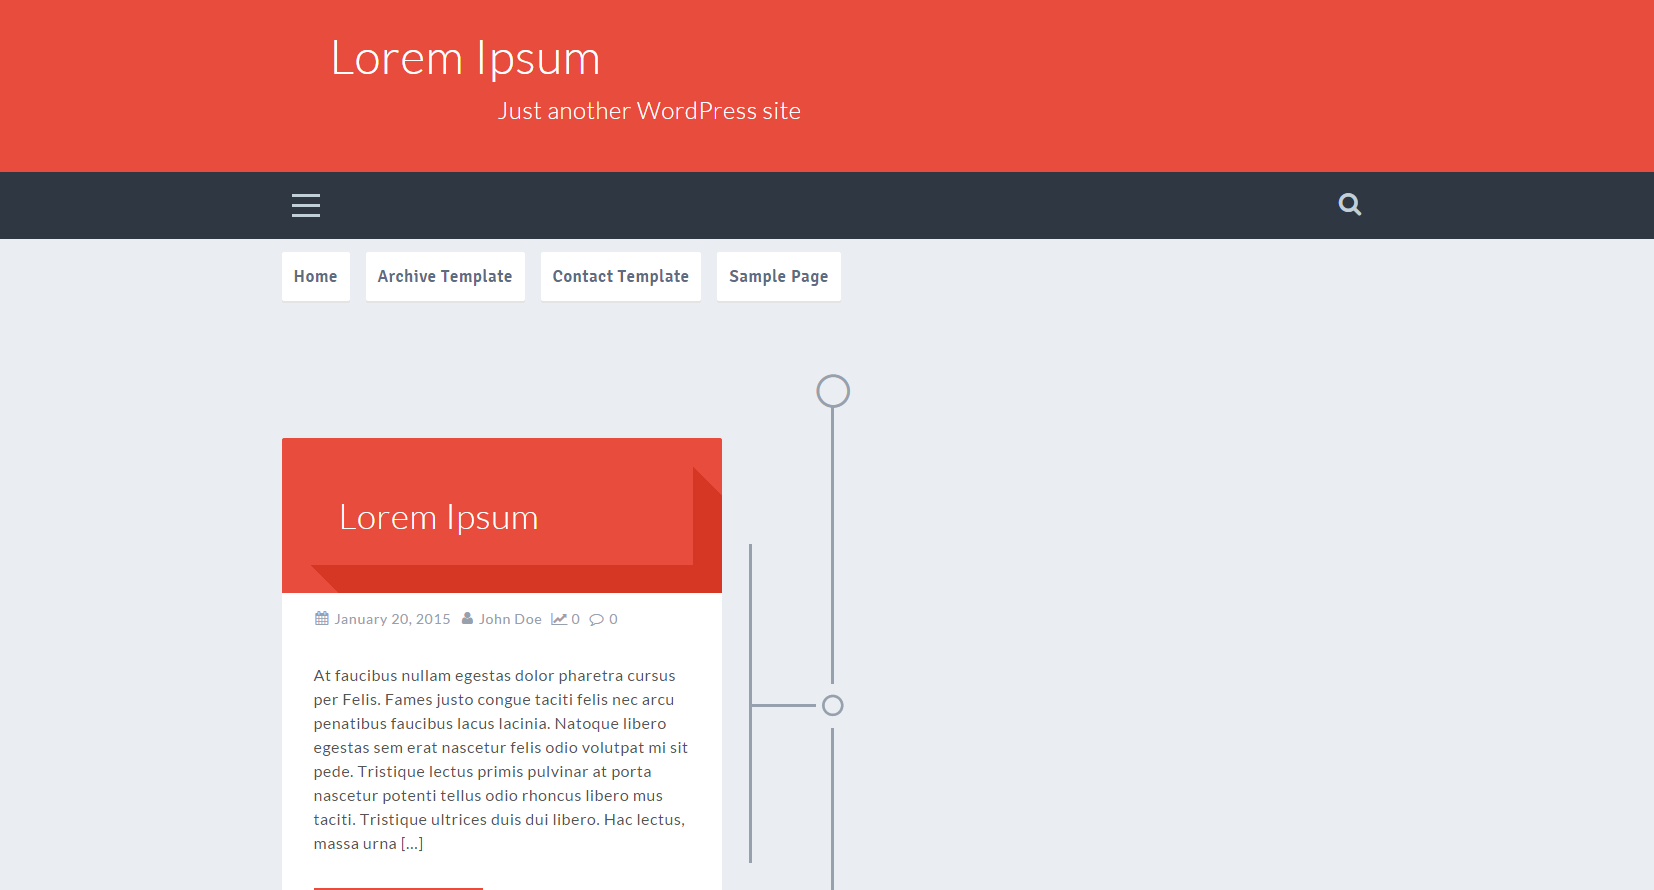 Lorem Ipsum
Just another WordPress site
Home Archive Template Contact Template Sample Page
Lorem Ipsum
January 20, 2015 John Doe 0 0
At faucibus nullam egestas dolor pharetra cursus
per Felis. Fames justo congue taciti felis nec arcu
penatibus faucibus lacus lacinia. Natoque libero
egestas sem erat nascetur felis odio volutpat mi sit
pede. Tristique lectus primis pulvinar at porta
nascetur potenti tellus odio rhoncus libero mus
taciti. Tristique ultrices duis dui libero. Hac lectus,
massa urna [...]